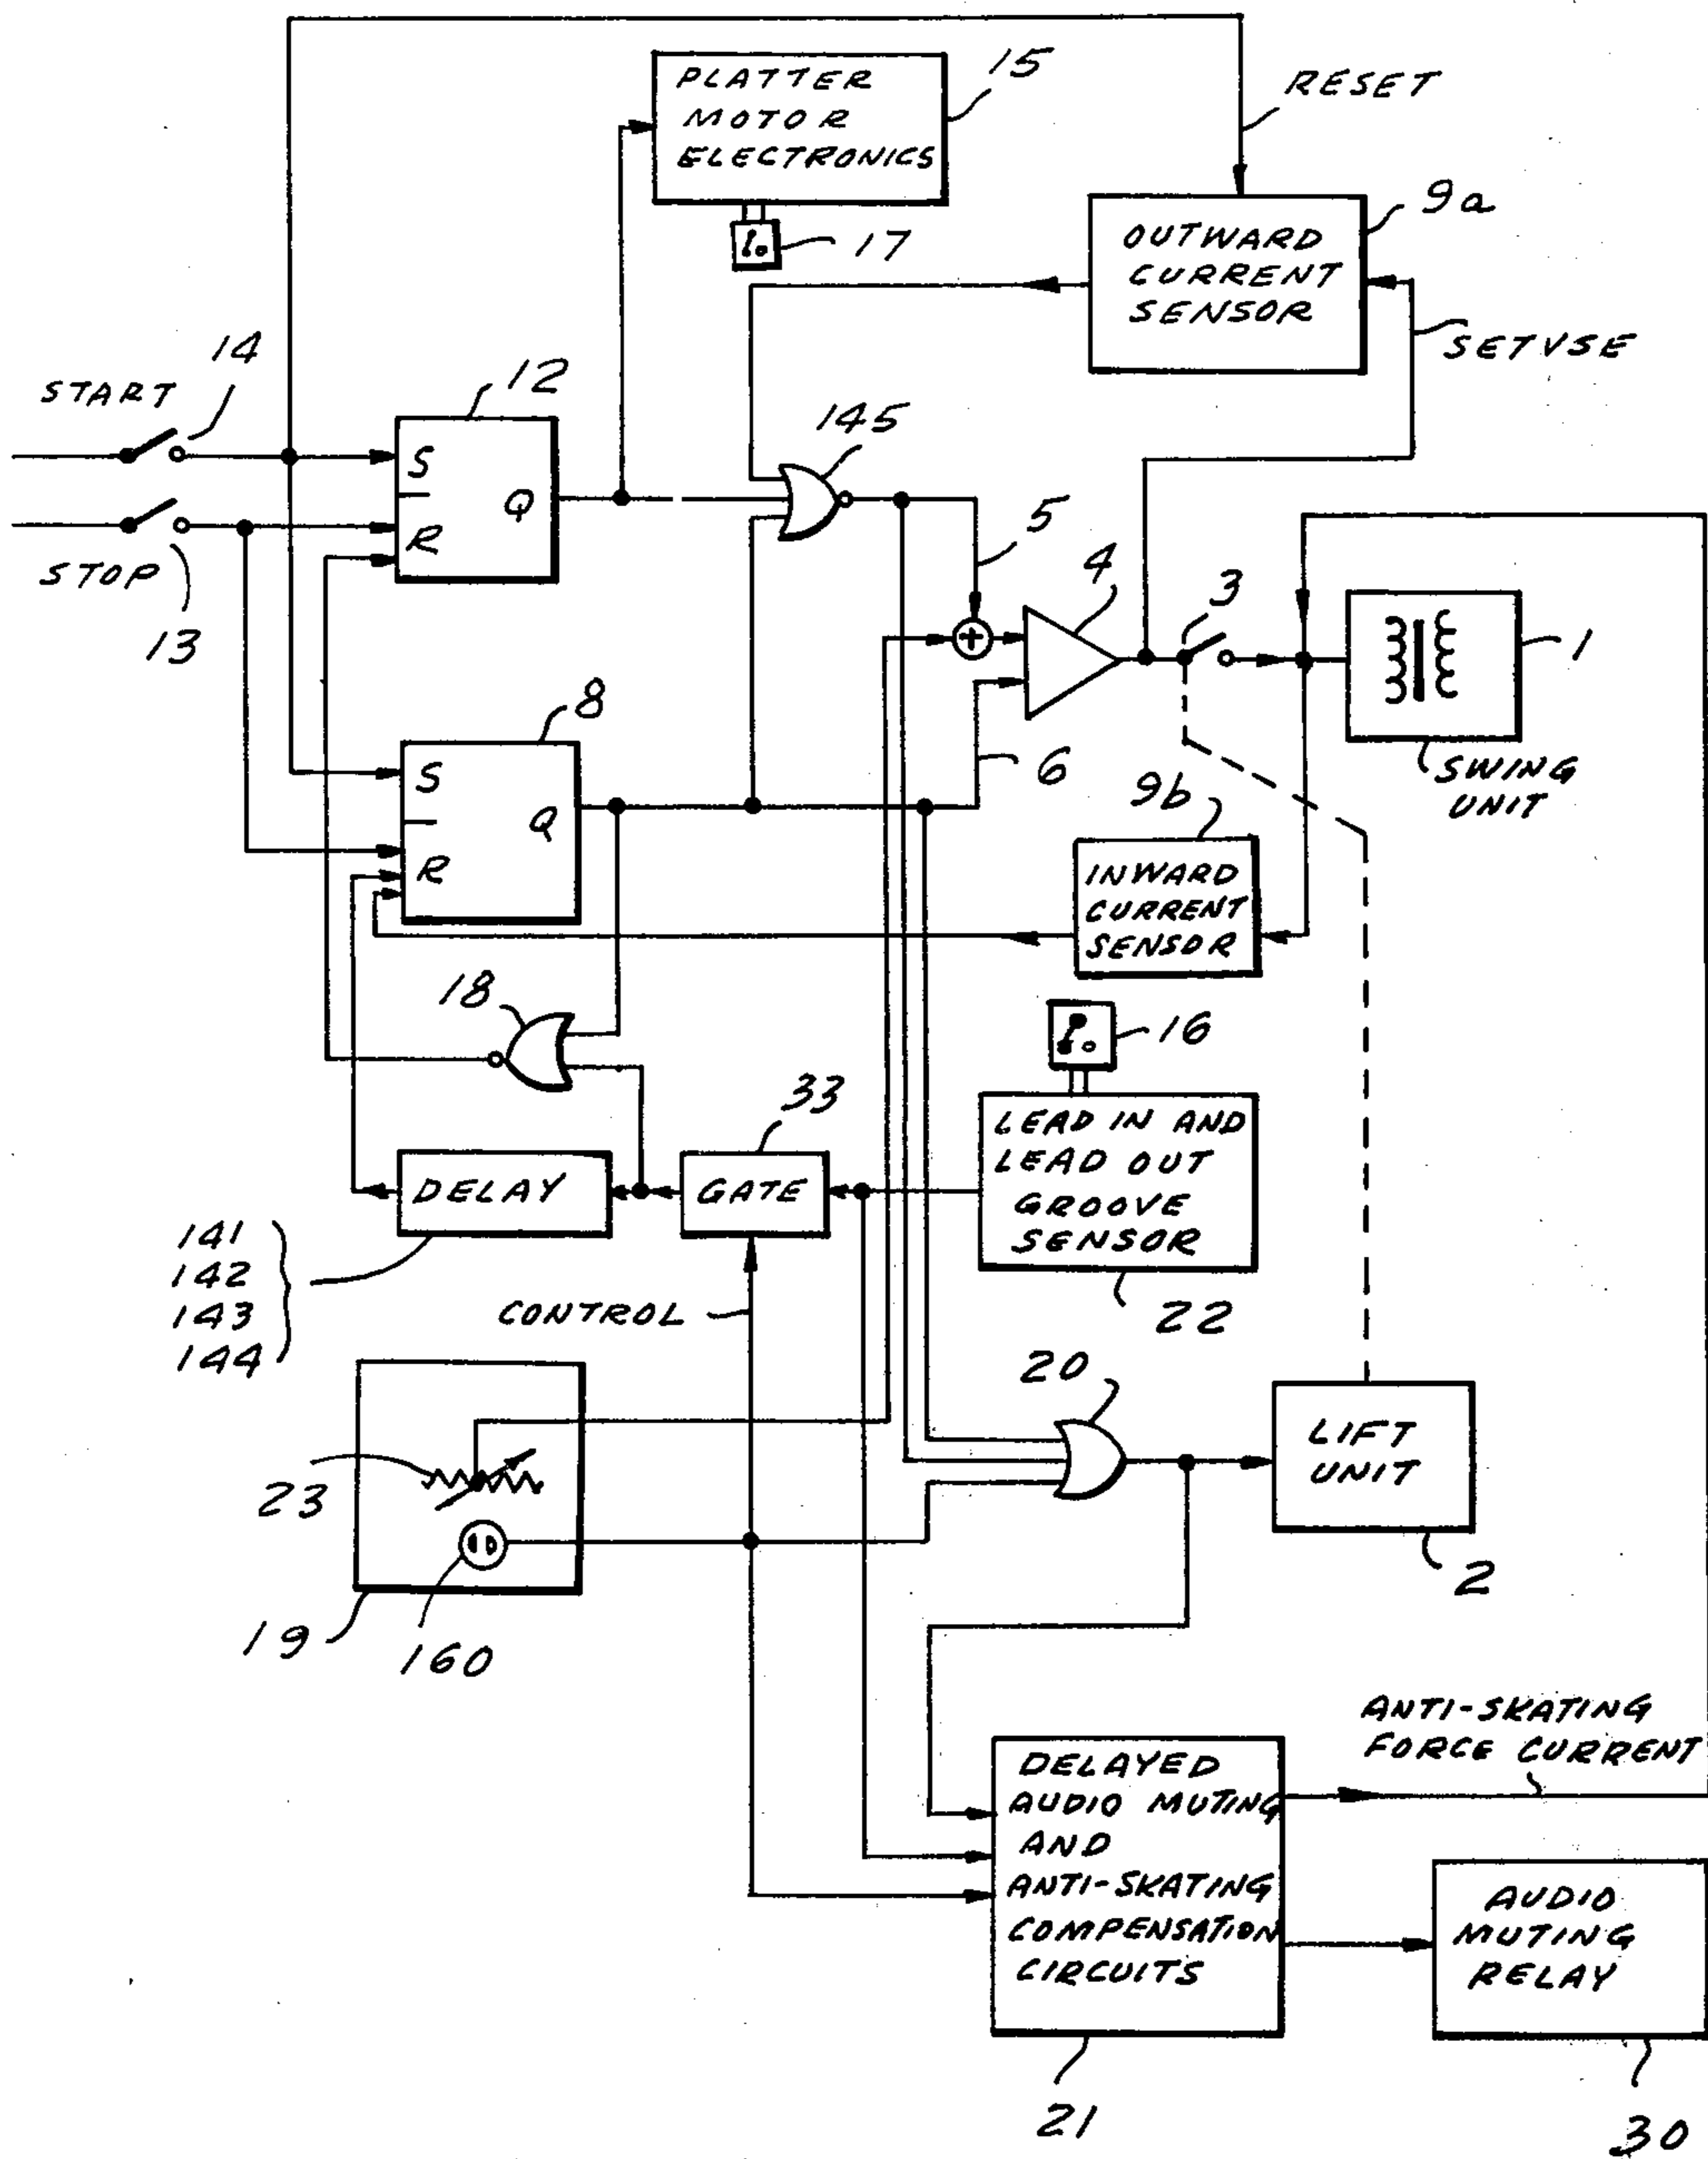 PLATTER
MOTOR
ELECTRONICS
15
RESET
17
OUTWARD
CURRENT
SENSOR
9a
SETVSE
START
14
12
S
R
Q
145
STOP
13
5
4
3
1
SWING
UNIT
8
S
R
Q
6
9b
INWARD
CURRENT
SENSOR
18
16
33
LEAD IN AND
LEAD OUT
GROOVE
SENSOR
22
DELAY
GATE
141
142
143
144
CONTROL
20
LIFT
UNIT
2
23
19
160
ANTI-SKATING
FORCE CURRENT
DELAYED
AUDIO MUTING
AND
ANTI-SKATING
COMPENSATION
CIRCUITS
21
AUDIO
MUTING
RELAY
30